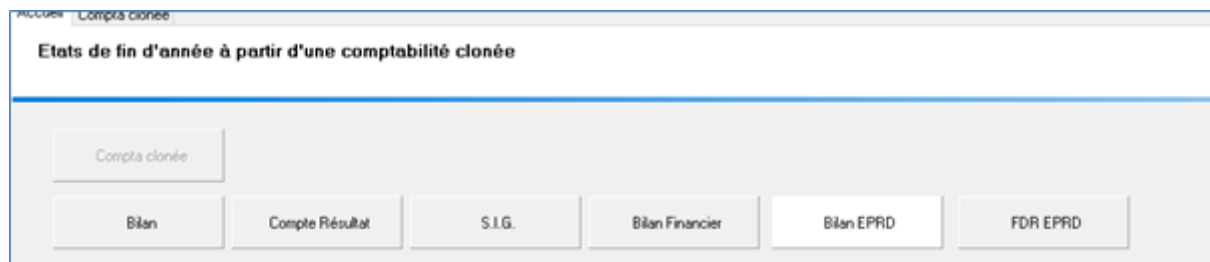 Accueil Compta clonée
Etats de fin d'année à partir d'une comptabilité clonée
Compta clonée
Bilan Compte Résultat S.I.G. Bilan Financier Bilan EPRD FDR EPRD